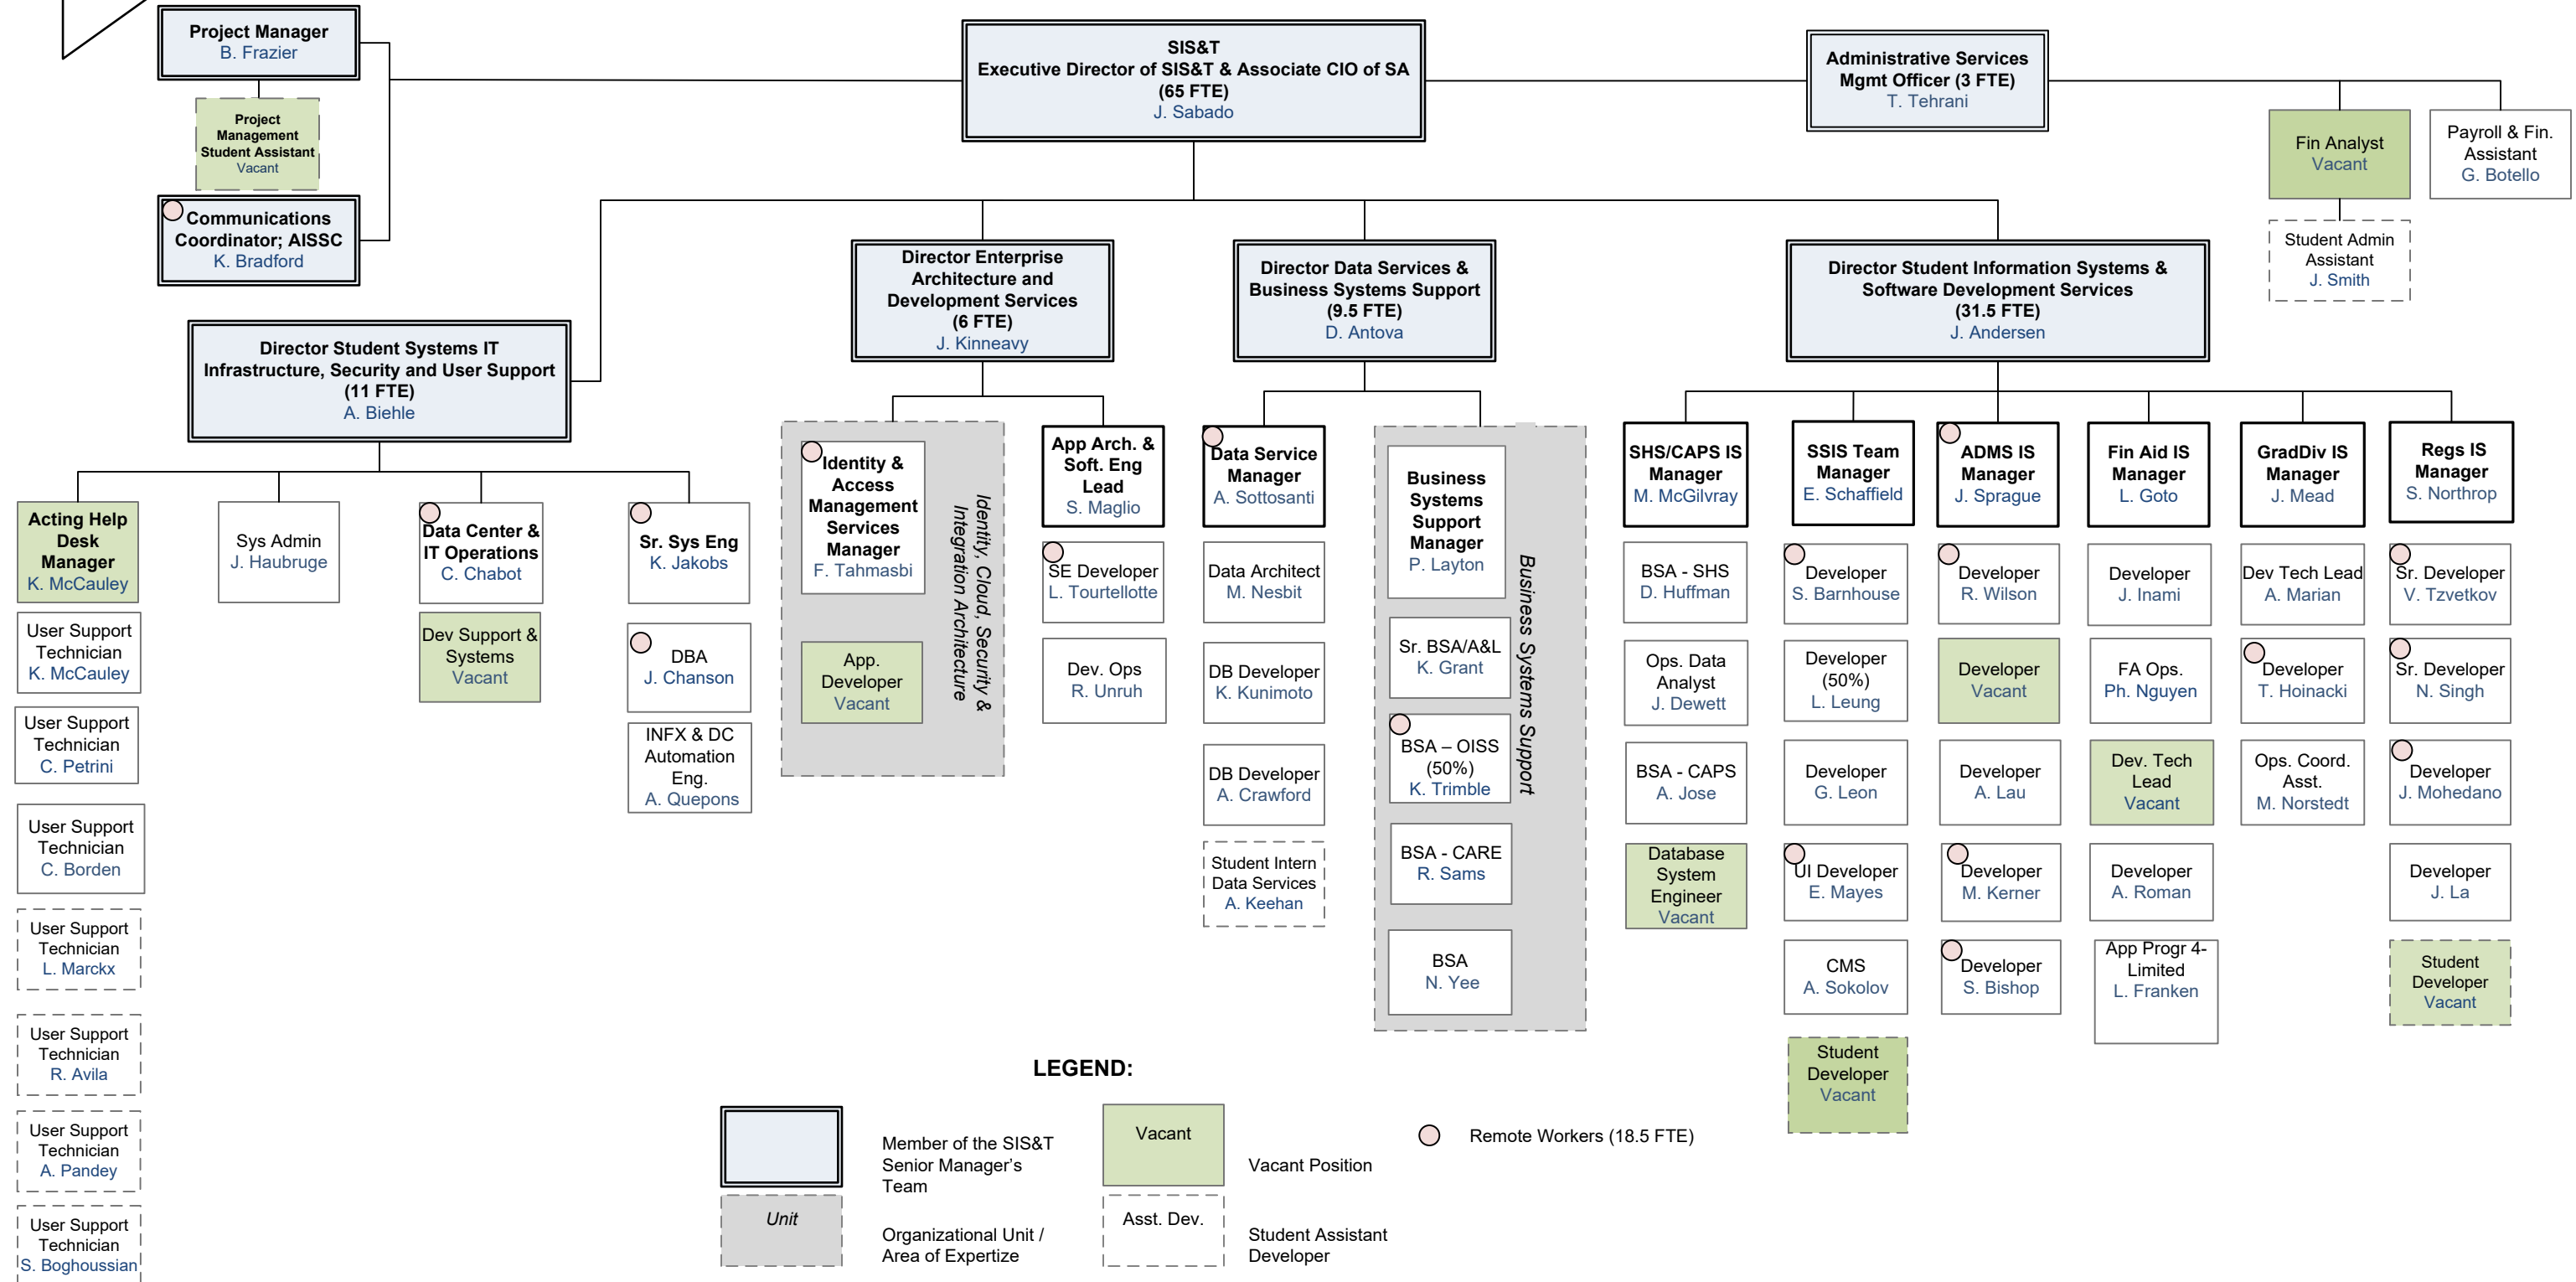 Project Manager
B. Frazier
Project
Management
Student Assistant
Vacant
Communications
Coordinator; AISSC
K. Bradford
SIS&T
Executive Director of SIS&T & Associate CIO of SA
(65 FTE)
J. Sabado
Administrative Services
Mgmt Officer (3 FTE)
T. Tehrani
Fin Analyst
Vacant
Payroll & Fin.
Assistant
G. Botello
Student Admin
Assistant
J. Smith
Director Student Systems IT
Infrastructure, Security and User Support
(11 FTE)
A. Biehle
Director Enterprise
Architecture and
Development Services
(6 FTE)
J. Kinneavy
Director Data Services &
Business Systems Support
(9.5 FTE)
D. Antova
Director Student Information Systems &
Software Development Services
(31.5 FTE)
J. Andersen
Acting Help
Desk
Manager
K. McCauley
User Support
Technician
K. McCauley
User Support
Technician
C. Petrini
User Support
Technician
C. Borden
User Support
Technician
L. Marckx
User Support
Technician
R. Avila
User Support
Technician
A. Pandey
User Support
Technician
S. Boghoussian
Sys Admin
J. Haubruge
Data Center &
IT Operations
C. Chabot
Dev Support &
Systems
Vacant
Sr. Sys Eng
K. Jakobs
DBA
J. Chanson
INFX & DC
Automation
Eng.
A. Quepons
Identity &
Access
Management
Services
Manager
F. Tahmasbi
App.
Developer
Vacant
Identity, Cloud, Security &
Integration Architecture
App Arch. &
Soft. Eng
Lead
S. Maglio
SE Developer
L. Tourtellotte
Dev. Ops
R. Unruh
Data Service
Manager
A. Sottosanti
Data Architect
M. Nesbit
DB Developer
K. Kunimoto
DB Developer
A. Crawford
Student Intern
Data Services
A. Keehan
Business
Systems
Support
Manager
P. Layton
Sr. BSA/A&L
K. Grant
BSA – OISS
(50%)
K. Trimble
BSA - CARE
R. Sams
BSA
N. Yee
Business Systems Support
SHS/CAPS IS
Manager
M. McGilvray
BSA - SHS
D. Huffman
Ops. Data
Analyst
J. Dewett
BSA - CAPS
A. Jose
Database
System
Engineer
Vacant
SSIS Team
Manager
E. Schaffield
Developer
S. Barnhouse
Developer
(50%)
L. Leung
Developer
G. Leon
UI Developer
E. Mayes
CMS
A. Sokolov
Student
Developer
Vacant
ADMS IS
Manager
J. Sprague
Developer
R. Wilson
Developer
Vacant
Developer
A. Lau
Developer
M. Kerner
Developer
S. Bishop
Fin Aid IS
Manager
L. Goto
Developer
J. Inami
FA Ops.
Ph. Nguyen
Dev. Tech
Lead
Vacant
Developer
A. Roman
App Progr 4-
Limited
L. Franken
GradDiv IS
Manager
J. Mead
Dev Tech Lead
A. Marian
Developer
T. Hoinacki
Ops. Coord.
Asst.
M. Norstedt
Regs IS
Manager
S. Northrop
Sr. Developer
V. Tzvetkov
Sr. Developer
N. Singh
Developer
J. Mohedano
Developer
J. La
Student
Developer
Vacant
LEGEND:
Member of the SIS&T
Senior Manager's
Team
Unit
Organizational Unit /
Area of Expertize
Vacant
Vacant Position
Asst. Dev.
Student Assistant
Developer
Remote Workers (18.5 FTE)